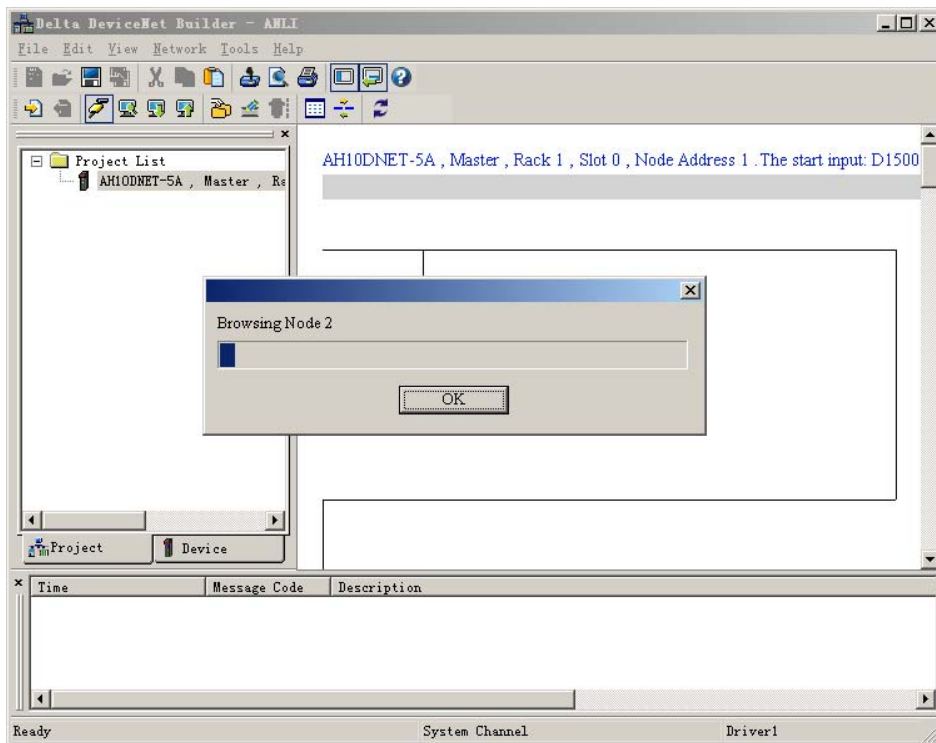 Delta DeviceNet Builder - ANLI
File Edit View Network Tools Help
Project List
AH10DNET-5A , Master , Ra
AH10DNET-5A , Master , Rack 1 , Slot 0 , Node Address 1 .The start input: D1500
Browsing Node 2
OK
Project Device
Time Message Code Description
Ready System Channel Driver1